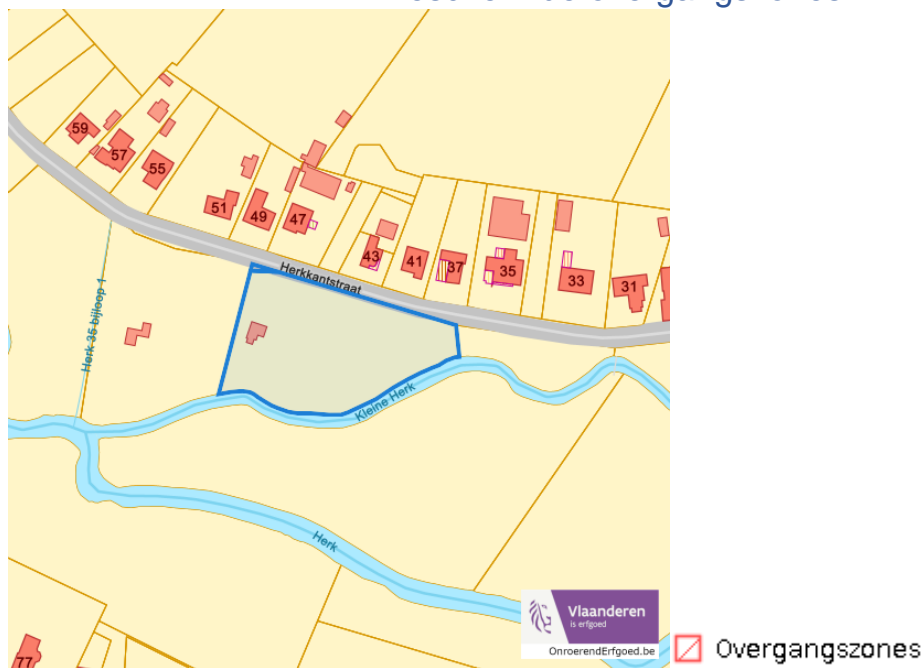 59
57
55
51
49
47
43
41
37
35
33
31
Herkkantstraat
Herk 35 bijloop 1
Kleine Herk
Herk
77
Vlaanderen
is erfgoed
OnroerendErfgoed.be
Overgangszones